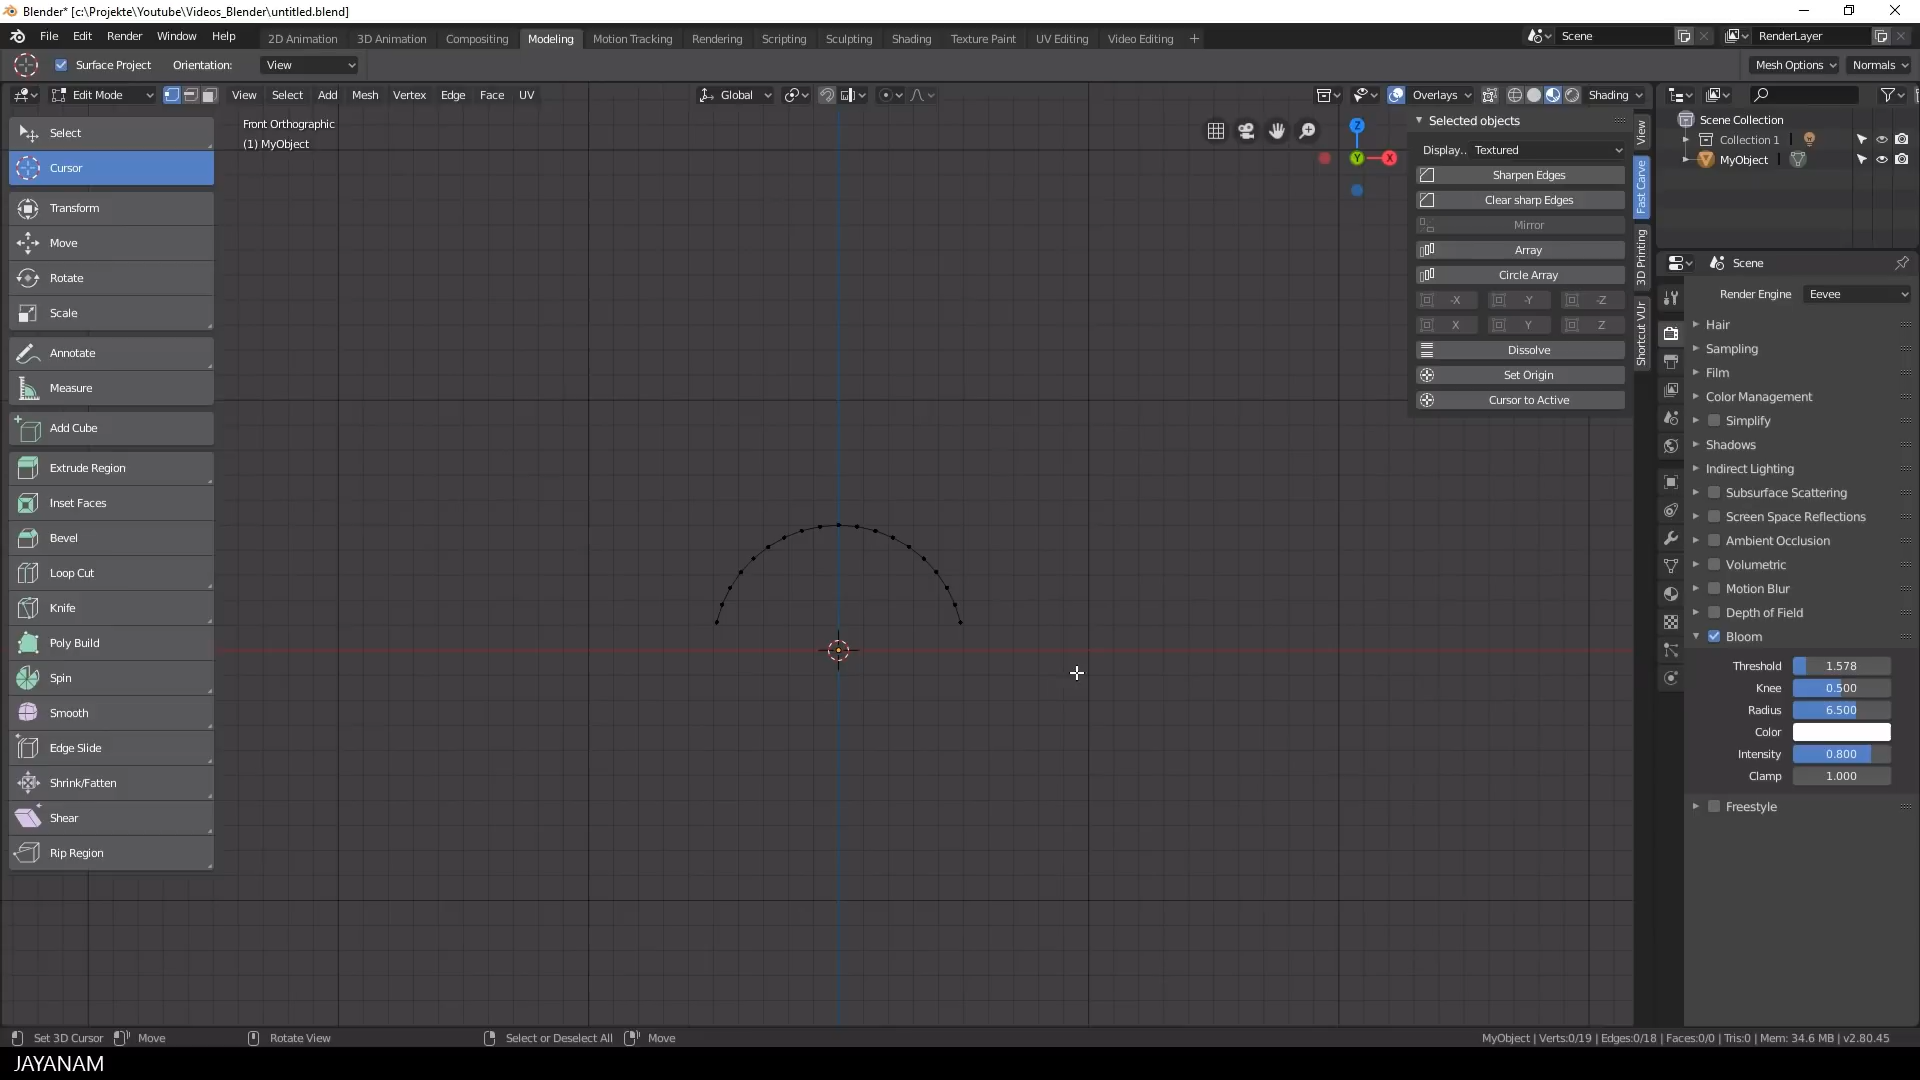 Blender* [c:\Projekte\Youtube\Videos_Blender\untitled.blend]
File Edit Render Window Help 2D Animation 3D Animation Compositing Modeling Motion Tracking Rendering Scripting Sculpting Shading Texture Paint UV Editing Video Editing + Scene RenderLayer
Surface Project Orientation: View Mesh Options Normals
Edit Mode View Select Add Mesh Vertex Edge Face UV Global Overlays Shading
Front Orthographic
(1) MyObject
Select
Cursor
Transform
Move
Rotate
Scale
Annotate
Measure
Add Cube
Extrude Region
Inset Faces
Bevel
Loop Cut
Knife
Poly Build
Spin
Smooth
Edge Slide
Shrink/Fatten
Shear
Rip Region
Z
Y
X
Selected objects
Display.. Textured
Sharpen Edges
Clear sharp Edges
Mirror
Array
Circle Array
-X -Y -Z
X Y Z
Dissolve
Set Origin
Cursor to Active
View
Fast Carve
3D Printing
Shortcut VUr
Scene Collection
Collection 1
MyObject
Scene
Render Engine Eevee
Hair
Sampling
Film
Color Management
Simplify
Shadows
Indirect Lighting
Subsurface Scattering
Screen Space Reflections
Ambient Occlusion
Volumetric
Motion Blur
Depth of Field
Bloom
Threshold 1.578
Knee 0.500
Radius 6.500
Color
Intensity 0.800
Clamp 1.000
Freestyle
Set 3D Cursor Move Rotate View Select or Deselect All Move MyObject | Verts:0/19 | Edges:0/18 | Faces:0/0 | Tris:0 | Mem: 34.6 MB | v2.80.45
JAYANAM